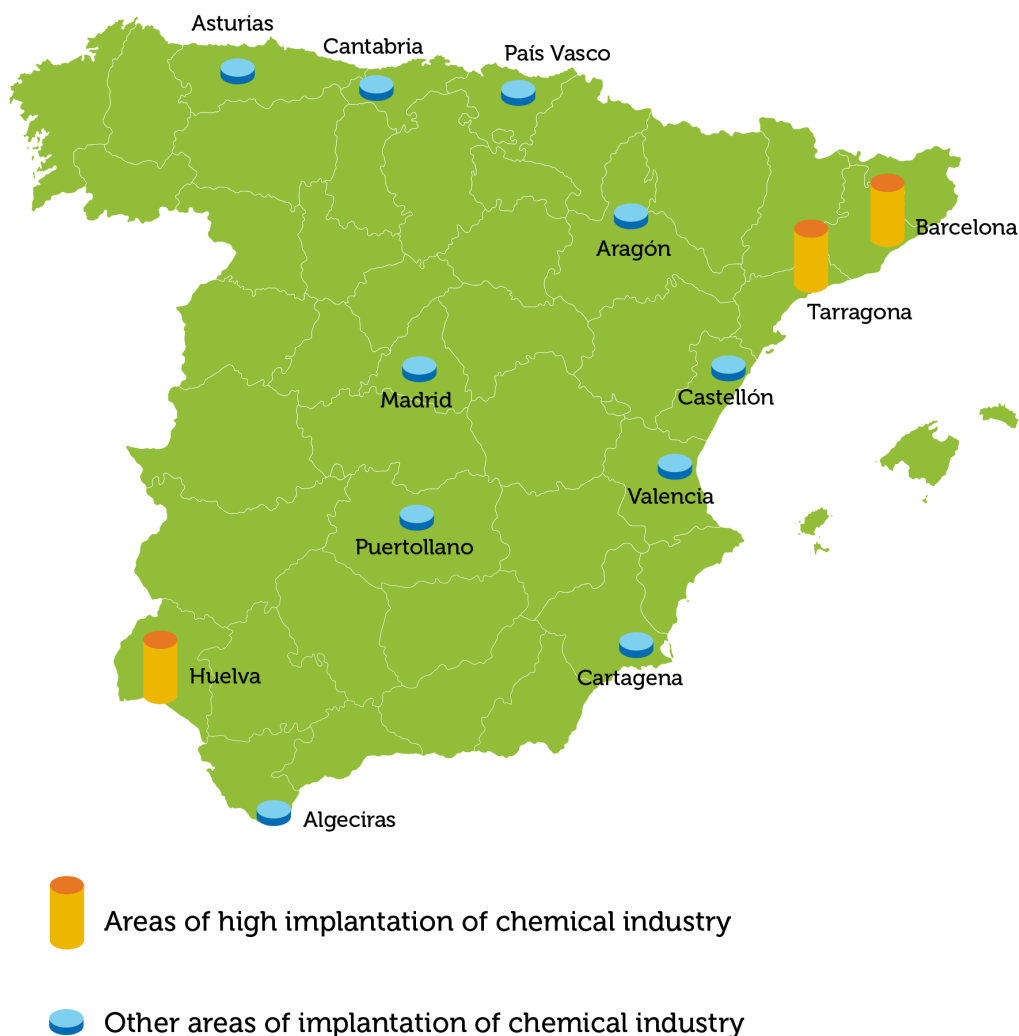 Asturias
Cantabria
País Vasco
Barcelona
Aragón
Tarragona
Madrid
Castellón
Valencia
Puertollano
Huelva
Cartagena
Algeciras
Areas of high implantation of chemical industry
Other areas of implantation of chemical industry